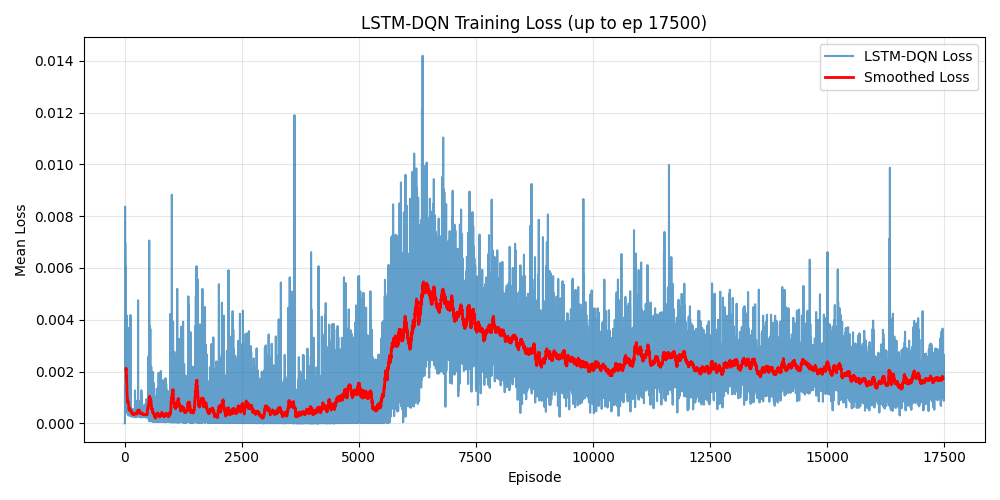 LSTM-DQN Training Loss (up to ep 17500)
LSTM-DQN Loss
Smoothed Loss
Mean Loss
0.014
0.012
0.010
0.008
0.006
0.004
0.002
0.000
0 2500 5000 7500 10000 12500 15000 17500
Episode